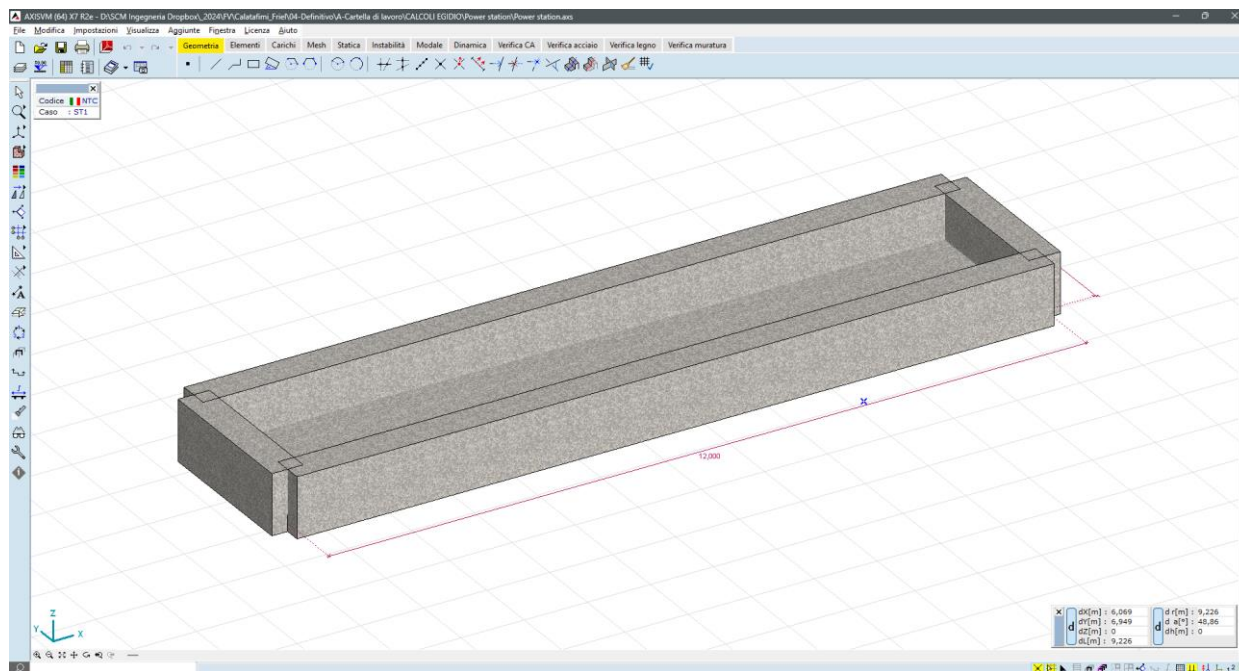 AXISVM (64) X7 R2e - D:\SCM Ingegneria Dropbox\_2024\FV\Calatafimi_Friel\04-Definitivo\A-Cartella di lavoro\CALCOLI EGIDIO\Power station\Power station.axs
File Modifica Impostazioni Visualizza Aggiunte Finestra Licenza Aiuto
Geometria Elementi Carichi Mesh Statica Instabilità Modale Dinamica Verifica CA Verifica acciaio Verifica legno Verifica muratura
Codice NTC
Caso : ST1
12,000
Z
Y
X
dX[m] : 6,069
dY[m] : 6,949
dZ[m] : 0
dL[m] : 9,226
d
d r[m] : 9,226
d a[°] : 48,86
dh[m] : 0
d